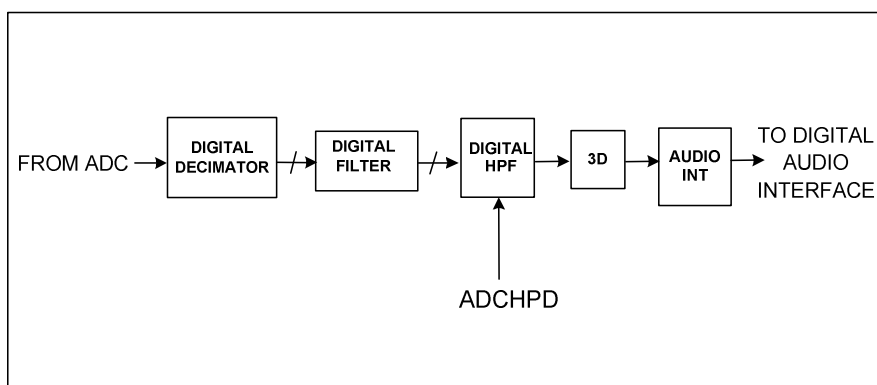 FROM ADC
DIGITAL
DECIMATOR
DIGITAL
FILTER
DIGITAL
HPF
3D
AUDIO
INT
TO DIGITAL
AUDIO
INTERFACE
ADCHPD